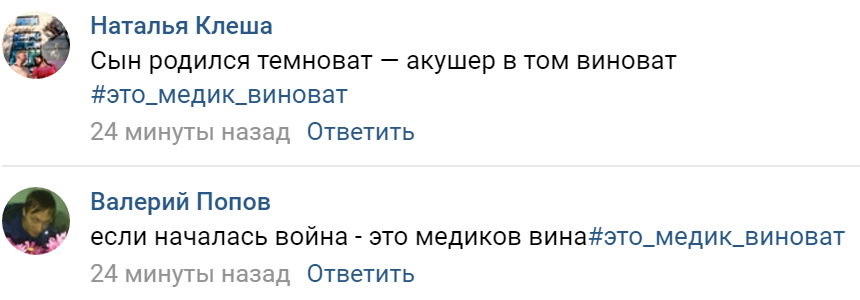 Наталья Клеша
Сын родился темноват — акушер в том виноват
#это_медик_виноват
24 минуты назад Ответить
Валерий Попов
если началась война - это медиков вина#это_медик_виноват
24 минуты назад Ответить